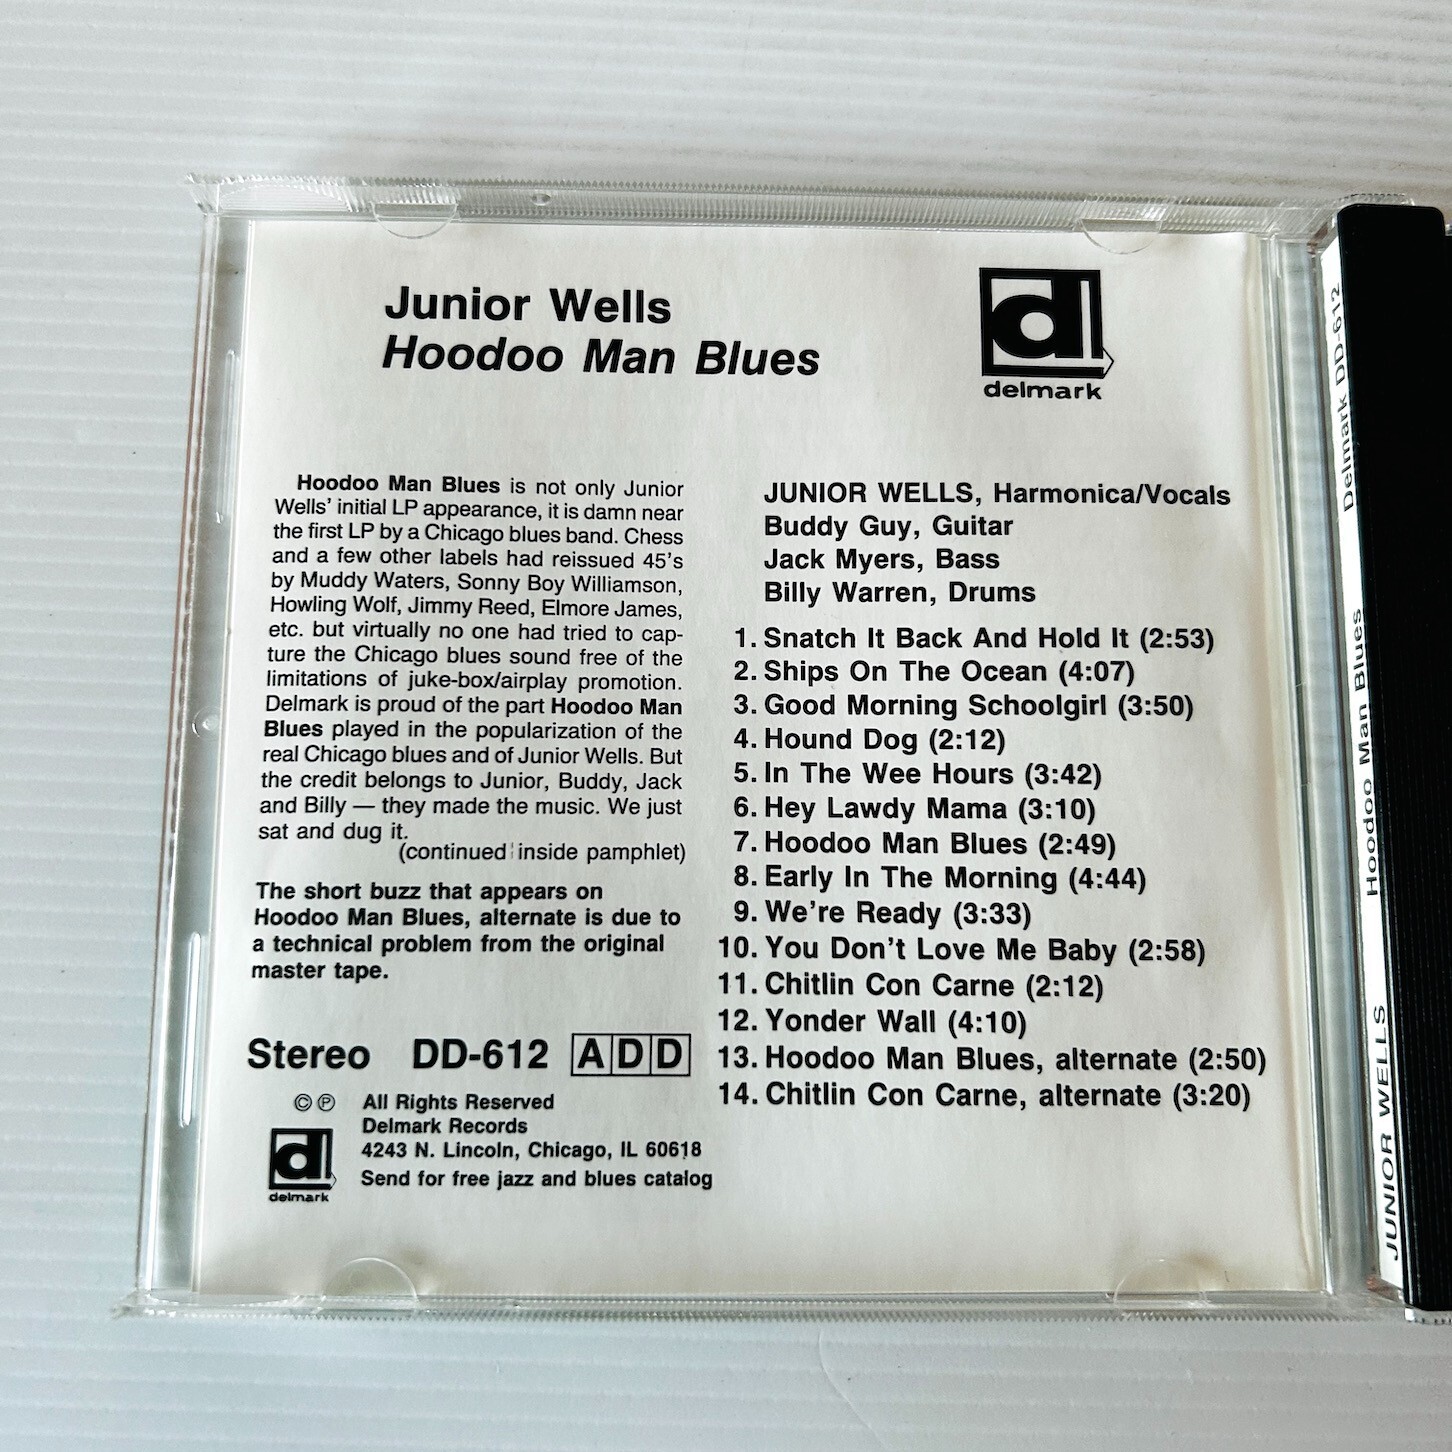 Junior Wells
Hoodoo Man Blues
dl
delmark
Hoodoo Man Blues is not only Junior
Wells' initial LP appearance, it is damn near
the first LP by a Chicago blues band. Chess
and a few other labels had reissued 45's
by Muddy Waters, Sonny Boy Williamson,
Howling Wolf, Jimmy Reed, Elmore James,
etc. but virtually no one had tried to cap-
ture the Chicago blues sound free of the
limitations of juke-box/airplay promotion.
Delmark is proud of the part Hoodoo Man
Blues played in the popularization of the
real Chicago blues and of Junior Wells. But
the credit belongs to Junior, Buddy, Jack
and Billy — they made the music. We just
sat and dug it.
(continued inside pamphlet)
The short buzz that appears on
Hoodoo Man Blues, alternate is due to
a technical problem from the original
master tape.
Stereo DD-612 ADD
©℗ All Rights Reserved
Delmark Records
4243 N. Lincoln, Chicago, IL 60618
Send for free jazz and blues catalog
dl
delmark
JUNIOR WELLS, Harmonica/Vocals
Buddy Guy, Guitar
Jack Myers, Bass
Billy Warren, Drums
1. Snatch It Back And Hold It (2:53)
2. Ships On The Ocean (4:07)
3. Good Morning Schoolgirl (3:50)
4. Hound Dog (2:12)
5. In The Wee Hours (3:42)
6. Hey Lawdy Mama (3:10)
7. Hoodoo Man Blues (2:49)
8. Early In The Morning (4:44)
9. We're Ready (3:33)
10. You Don't Love Me Baby (2:58)
11. Chitlin Con Carne (2:12)
12. Yonder Wall (4:10)
13. Hoodoo Man Blues, alternate (2:50)
14. Chitlin Con Carne, alternate (3:20)
JUNIOR WELLS Hoodoo Man Blues Delmark DD-612